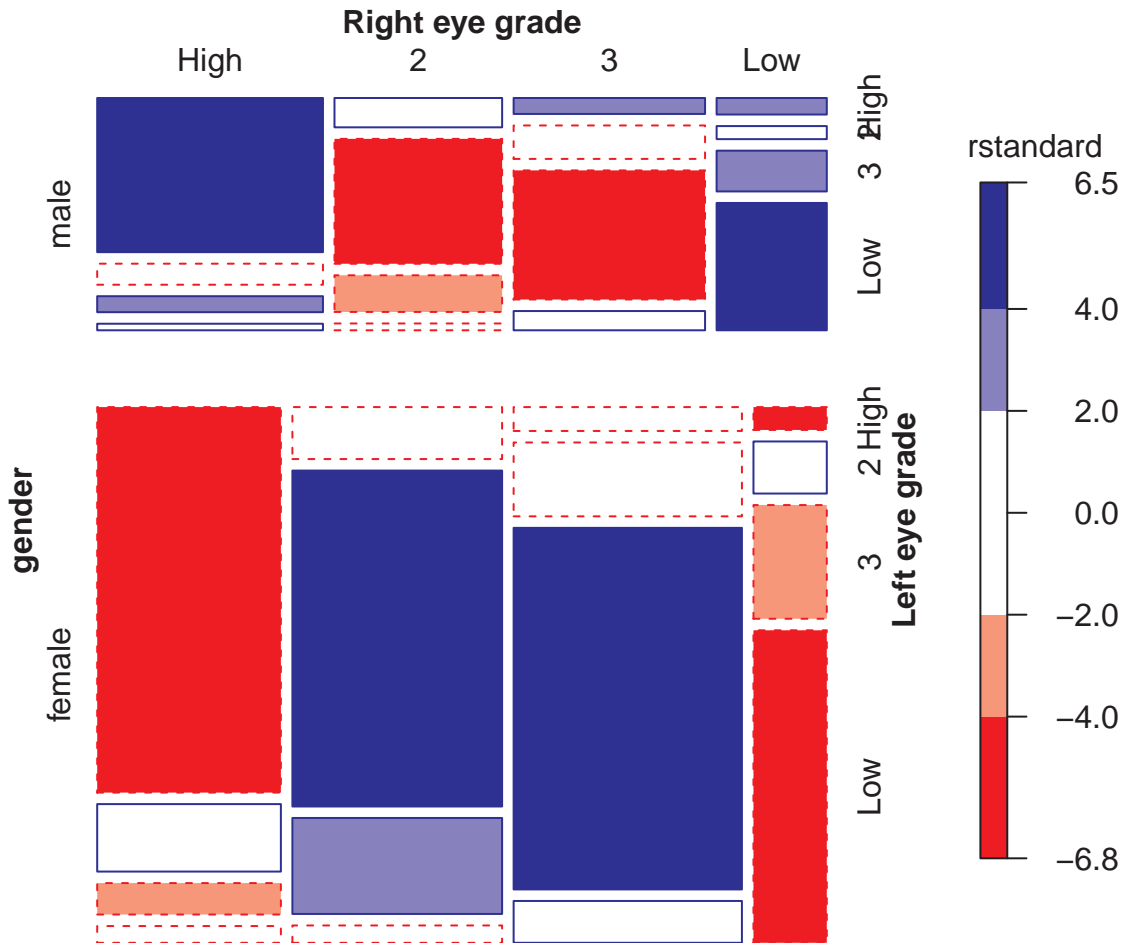 Right eye grade
High 2 3 Low
male
High
2
3
Low
gender
female
High
2
3
Low
Left eye grade
rstandard
6.5
4.0
2.0
0.0
−2.0
−4.0
−6.8